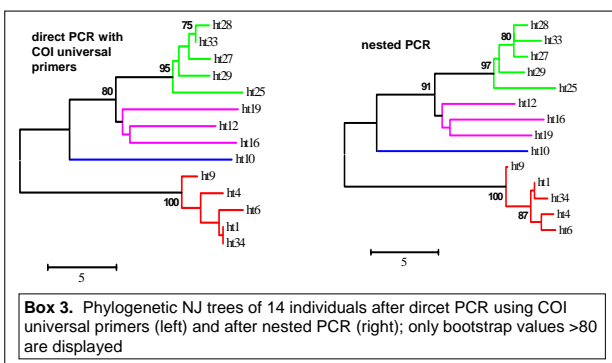 direct PCR with
COI universal
primers
75
ht28
ht33
ht27
95
ht29
80
ht25
ht19
ht12
ht16
ht10
ht9
ht4
100
ht6
ht1
ht34
5
nested PCR
ht28
80
ht33
ht27
97
ht29
91
ht25
ht12
ht16
ht19
ht10
ht9
ht1
100
ht34
87
ht4
ht6
5
Box 3. Phylogenetic NJ trees of 14 individuals after dircet PCR using COI
universal primers (left) and after nested PCR (right); only bootstrap values >80
are displayed